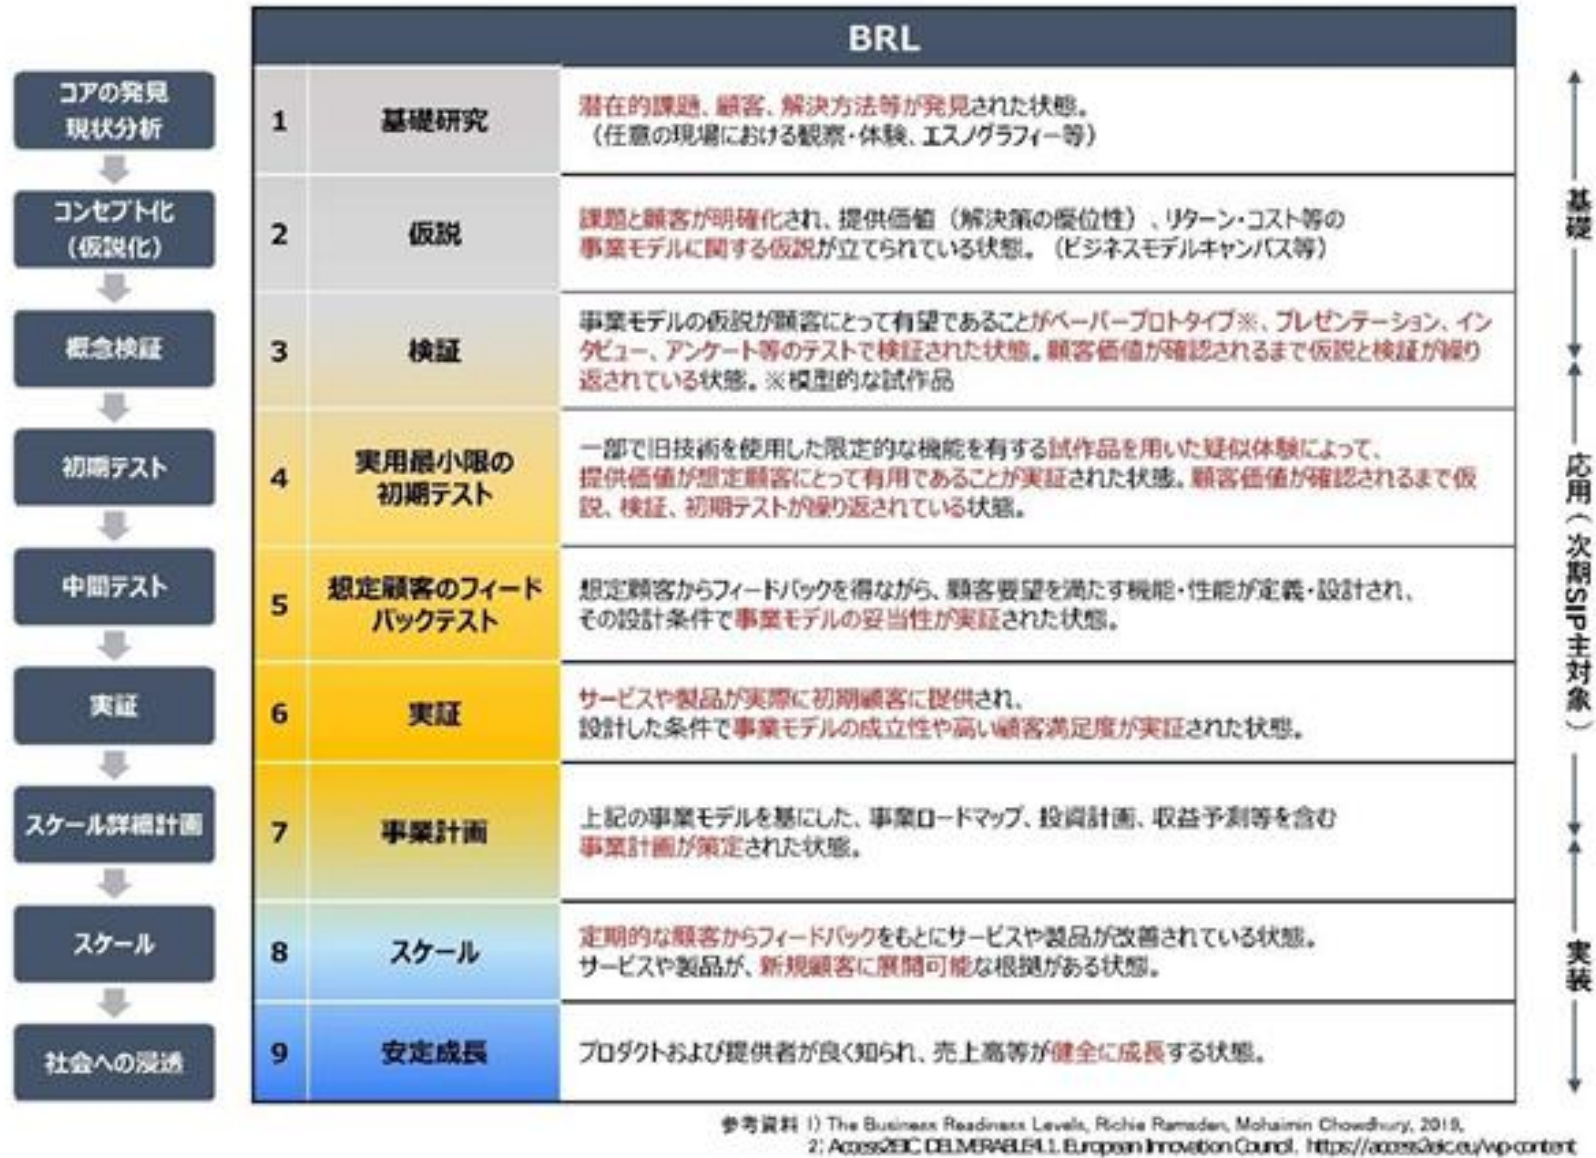 BRL
コアの発見
現状分析
1
基礎研究
潜在的課題、顧客、解決方法等が発見された状態。
（任意の現場における観察・体験、エスノグラフィー等）
コンセプト化
（仮説化）
2
仮説
課題と顧客が明確化され、提供価値（解決策の優位性）、リターン・コスト等の
事業モデルに関する仮説が立てられている状態。（ビジネスモデルキャンバス等）
概念検証
3
検証
事業モデルの仮説が顧客にとって有望であることがペーパープロトタイプ※、プレゼンテーション、イン
タビュー、アンケート等のテストで検証された状態。顧客価値が確認されるまで仮説と検証が繰り
返されている状態。※模型的な試作品
初期テスト
4
実用最小限の
初期テスト
一部で旧技術を使用した限定的な機能を有する試作品を用いた疑似体験によって、
提供価値が想定顧客にとって有用であることが実証された状態。顧客価値が確認されるまで仮
説、検証、初期テストが繰り返されている状態。
中間テスト
5
想定顧客のフィード
バックテスト
想定顧客からフィードバックを得ながら、顧客要望を満たす機能・性能が定義・設計され、
その設計条件で事業モデルの妥当性が実証された状態。
実証
6
実証
サービスや製品が実際に初期顧客に提供され、
設計した条件で事業モデルの成立性や高い顧客満足度が実証された状態。
スケール詳細計画
7
事業計画
上記の事業モデルを基にした、事業ロードマップ、投資計画、収益予測等を含む
事業計画が策定された状態。
スケール
8
スケール
定期的な顧客からフィードバックをもとにサービスや製品が改善されている状態。
サービスや製品が、新規顧客に展開可能な根拠がある状態。
社会への浸透
9
安定成長
プロダクトおよび提供者が良く知られ、売上高等が健全に成長する状態。
基礎
応用（次期SIP主対象）
実装
参考資料 1) The Business Readiness Levels, Richie Ramsden, Mohaimin Chowdhury, 2019,
2; Access2EIC, DELIVERABLE4.1. European Innovation Council. https://access2eic.eu/wp-content